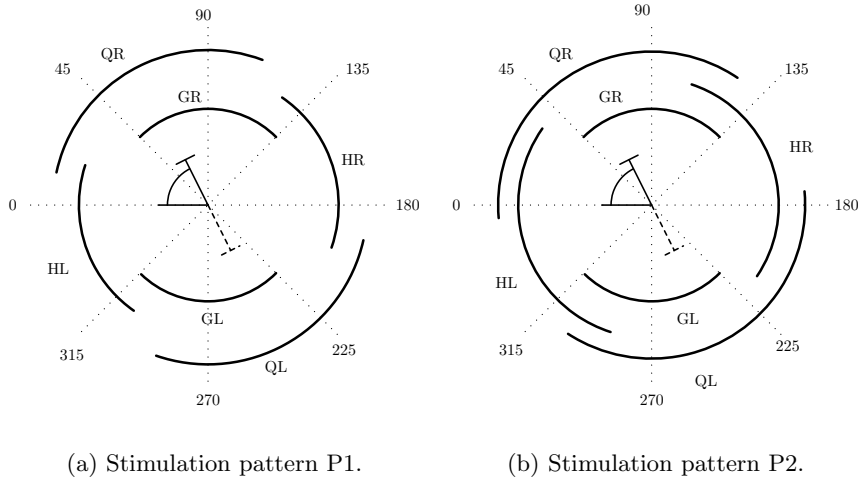 90
QR
45
135
GR
HR
0
180
HL
GL
315
225
QL
270
(a) Stimulation pattern P1.
90
QR
45
135
GR
HR
0
180
HL
GL
315
225
QL
270
(b) Stimulation pattern P2.